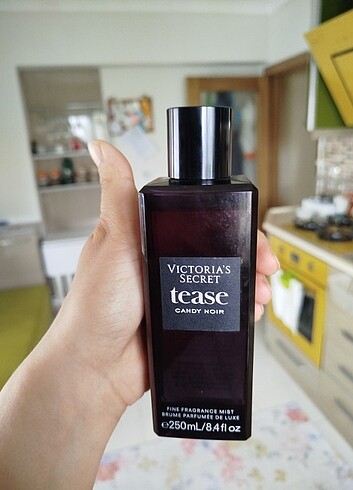 VICTORIA'S
SECRET
tease
CANDY NOIR
FINE FRAGRANCE MIST
BRUME PARFUMÉE DE LUXE
℮250mL/8.4fl oz